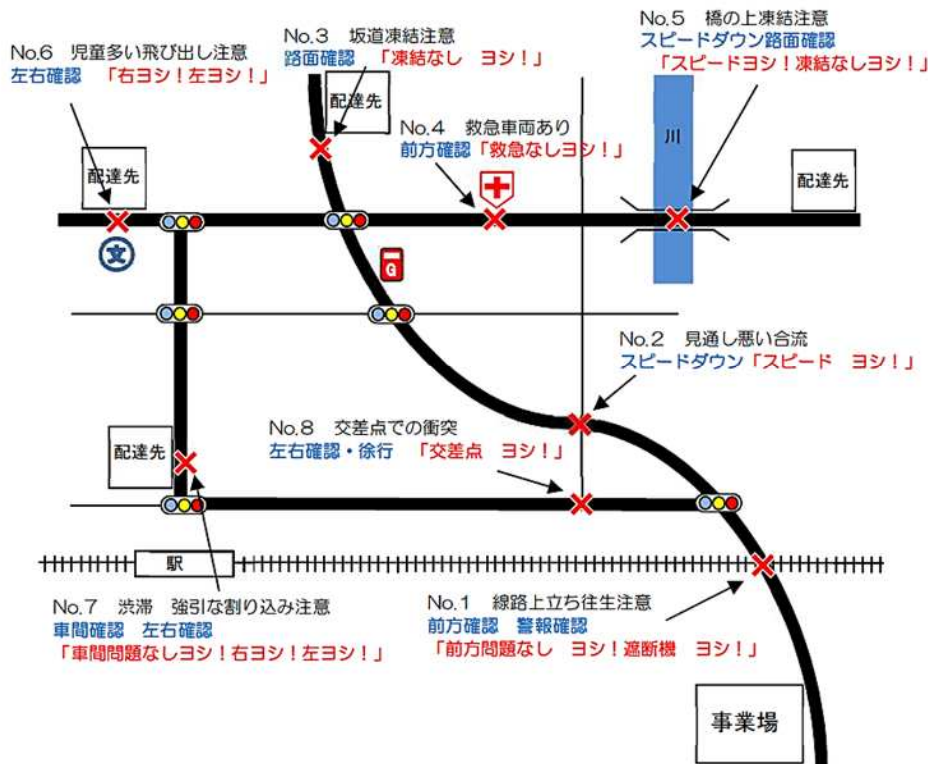 No.6 児童多い飛び出し注意
左右確認 「右ヨシ！左ヨシ！」
No.3 坂道凍結注意
路面確認 「凍結なし ヨシ！」
No.5 橋の上凍結注意
スピードダウン路面確認
「スピードヨシ！凍結なしヨシ！」
配達先
No.4 救急車両あり
前方確認「救急なしヨシ！」
川
配達先
配達先
文
G
No.2 見通し悪い合流
スピードダウン「スピード ヨシ！」
No.8 交差点での衝突
左右確認・徐行 「交差点 ヨシ！」
配達先
駅
No.7 渋滞 強引な割り込み注意
車間確認 左右確認
「車間問題なしヨシ！右ヨシ！左ヨシ！」
No.1 線路上立ち往生注意
前方確認 警報確認
「前方問題なし ヨシ！遮断機 ヨシ！」
事業場